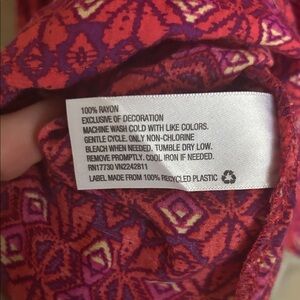 100% RAYON
EXCLUSIVE OF DECORATION
MACHINE WASH COLD WITH LIKE COLORS.
GENTLE CYCLE. ONLY NON-CHLORINE
BLEACH WHEN NEEDED. TUMBLE DRY LOW.
REMOVE PROMPTLY. COOL IRON IF NEEDED.
RN17730 VN2242811
LABEL MADE FROM 100% RECYCLED PLASTIC